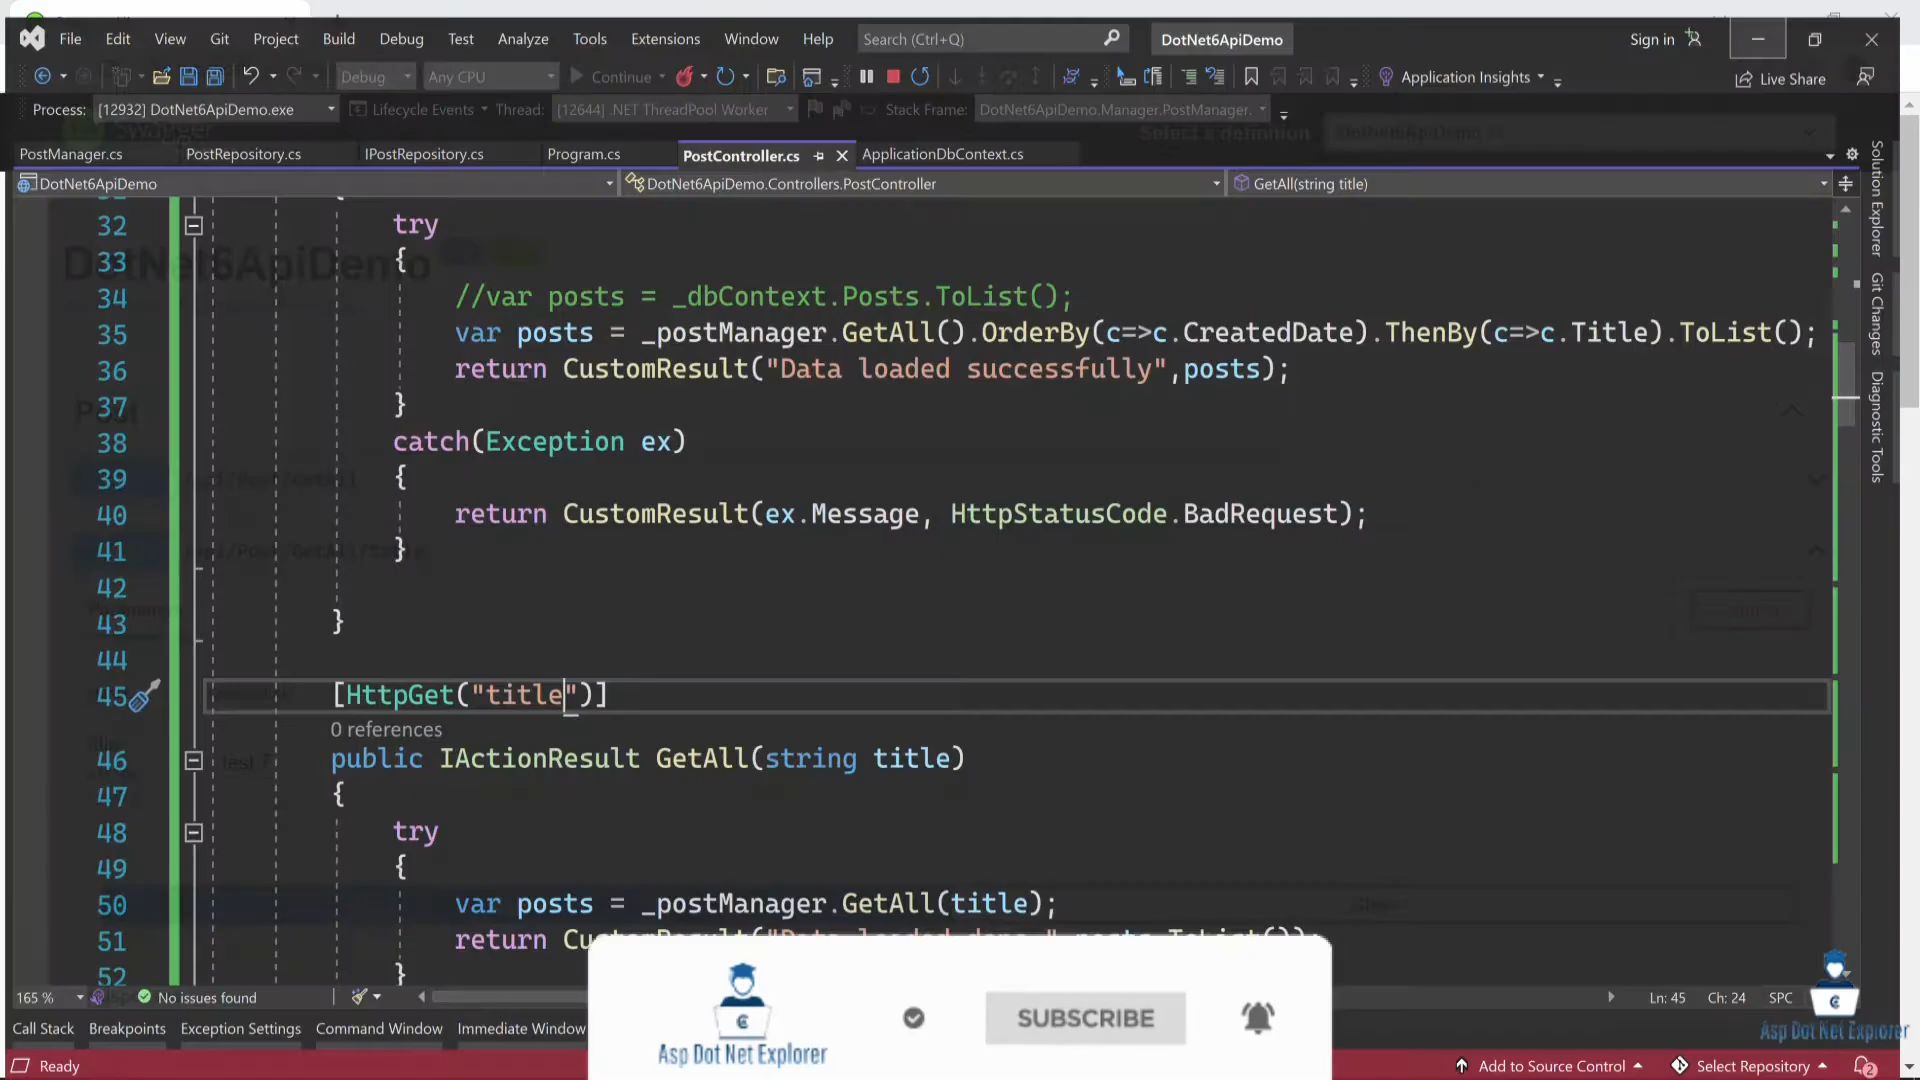 File Edit View Git Project Build Debug Test Analyze Tools Extensions Window Help Search (Ctrl+Q) DotNet6ApiDemo Sign in
Debug Any CPU Continue Application Insights Live Share
Process: [12932] DotNet6ApiDemo.exe Lifecycle Events Thread: [12644] .NET ThreadPool Worker Stack Frame: DotNet6ApiDemo.Manager.PostManager.
Swagger Select a definition
PostManager.cs PostRepository.cs IPostRepository.cs Program.cs PostController.cs ApplicationDbContext.cs
DotNet6ApiDemo DotNet6ApiDemo.Controllers.PostController GetAll(string title)
Solution Explorer
Git Changes
Diagnostic Tools
DotNet6ApiDemo
Post
32 try
33 {
34 //var posts = _dbContext.Posts.ToList();
35 var posts = _postManager.GetAll().OrderBy(c=>c.CreatedDate).ThenBy(c=>c.Title).ToList();
36 return CustomResult("Data loaded successfully",posts);
37 }
38 catch(Exception ex)
39 {
40 return CustomResult(ex.Message, HttpStatusCode.BadRequest);
41 }
42
43 }
44
45 [HttpGet("title")]
0 references
46 public IActionResult GetAll(string title)
47 {
48 try
49 {
50 var posts = _postManager.GetAll(title);
51 return
52 }
165 % No issues found Ln: 45 Ch: 24 SPC
Call Stack Breakpoints Exception Settings Command Window Immediate Window
SUBSCRIBE
Asp Dot Net Explorer
Asp Dot Net Explorer
Ready Add to Source Control Select Repository 2